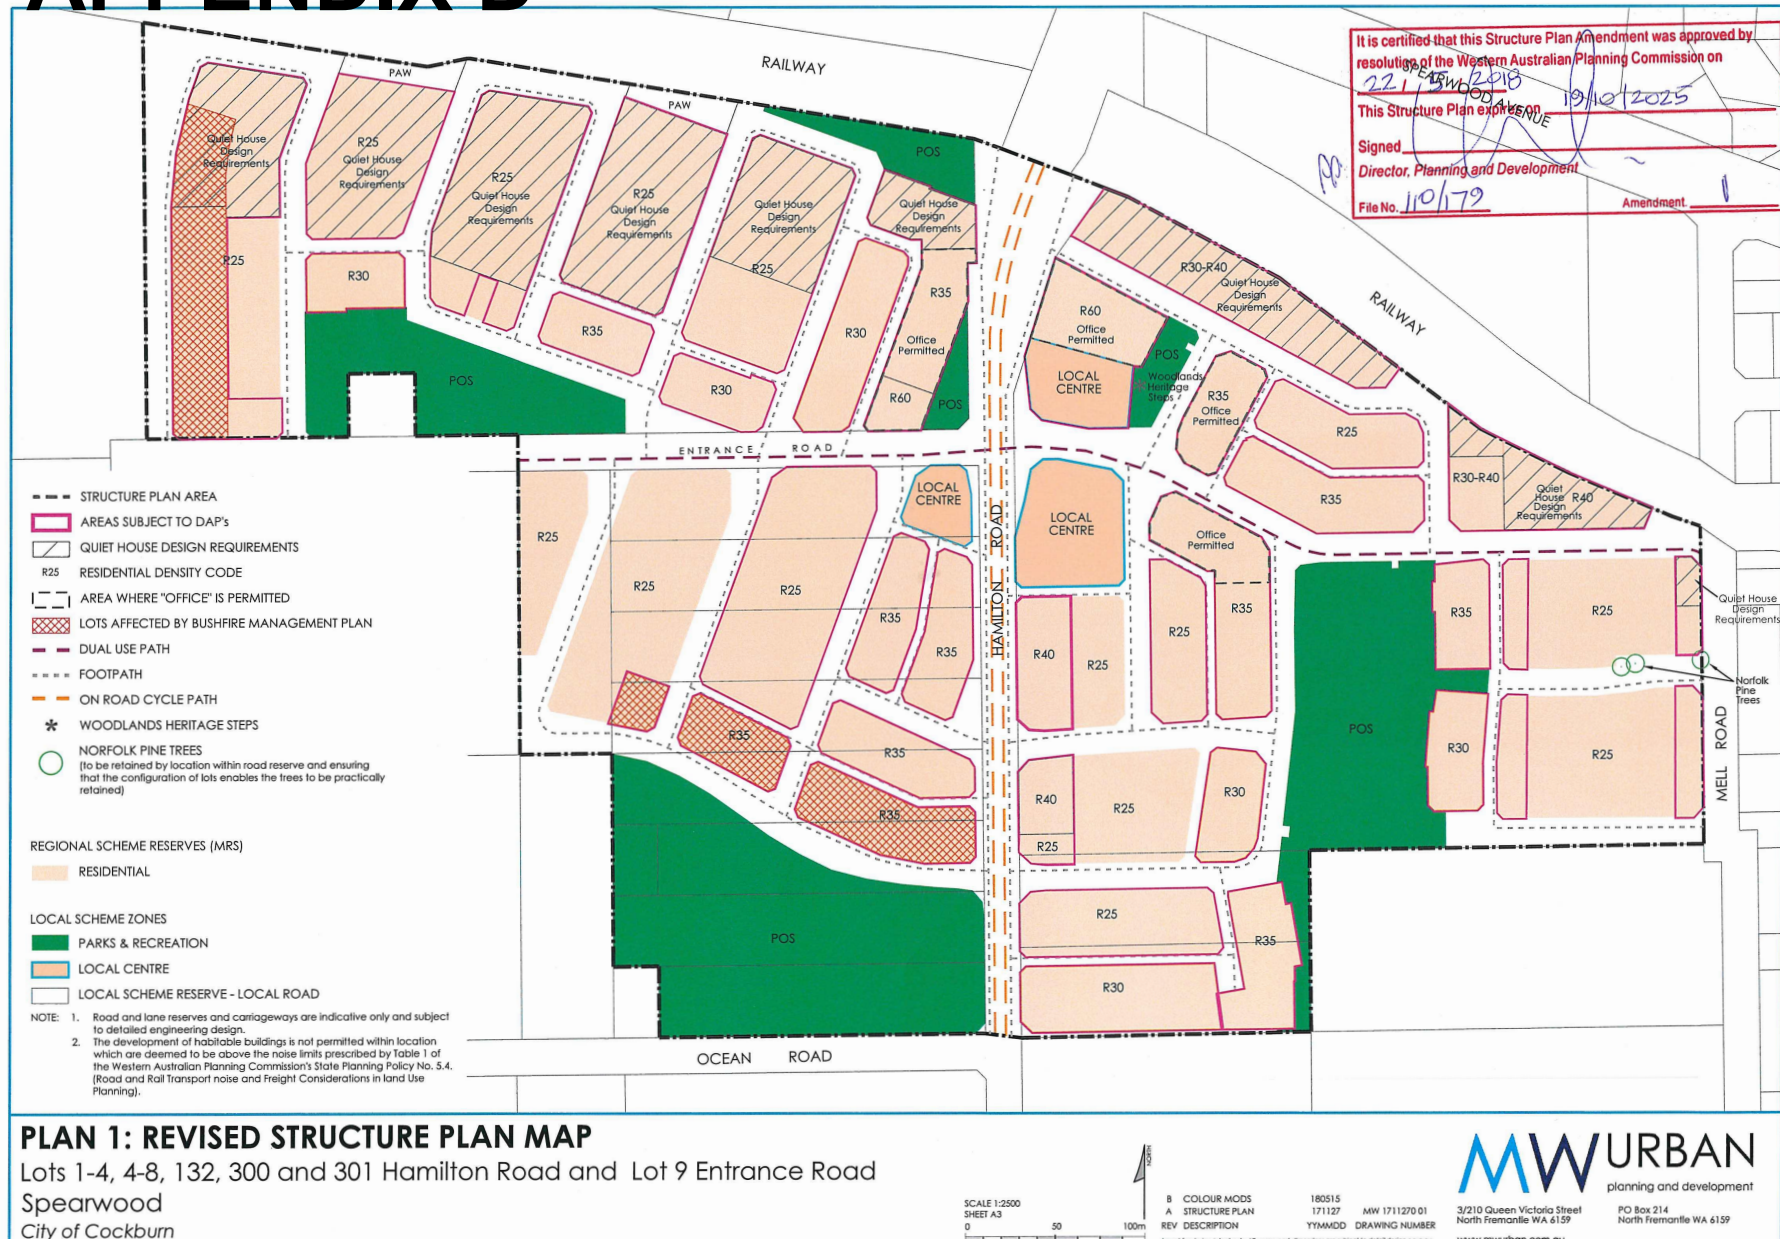 APPENDIX B
RAILWAY
PAW
PAW
It is certified that this Structure Plan Amendment was approved by
resolution of the Western Australian Planning Commission on
22 / 5 / 2018
SPEARWOOD AVENUE
This Structure Plan expires on 19/10/2025
Signed
Director, Planning and Development
File No. 110/179
Amendment. 1
POS
Quiet House
Design
Requirements
R25
R25
Quiet House
Design
Requirements
R25
Quiet House
Design
Requirements
R25
Quiet House
Design
Requirements
Quiet House
Design
Requirements
R25
Quiet House
Design
Requirements
R30
R35
R30
R30
R35
Office
Permitted
R60
POS
POS
R30-R40
Quiet House
Design
Requirements
RAILWAY
R60
Office
Permitted
LOCAL
CENTRE
POS
Woodlands
Heritage
Steps
R35
Office
Permitted
R25
R35
R30-R40
Quiet
House
Design
Requirements
R40
ENTRANCE ROAD
HAMILTON ROAD
R25
R25
R25
LOCAL
CENTRE
LOCAL
CENTRE
Office
Permitted
R35
R35
R35
R40
R25
R25
R35
R35
R25
Quiet House
Design
Requirements
Norfolk
Pine
Trees
POS
R30
R25
MELL ROAD
R35
R35
R35
R40
R25
R25
R30
POS
R25
R35
R30
OCEAN ROAD
STRUCTURE PLAN AREA
AREAS SUBJECT TO DAP's
QUIET HOUSE DESIGN REQUIREMENTS
R25 RESIDENTIAL DENSITY CODE
AREA WHERE "OFFICE" IS PERMITTED
LOTS AFFECTED BY BUSHFIRE MANAGEMENT PLAN
DUAL USE PATH
FOOTPATH
ON ROAD CYCLE PATH
* WOODLANDS HERITAGE STEPS
NORFOLK PINE TREES
(to be retained by location within road reserve and ensuring
that the configuration of lots enables the trees to be practically
retained)
REGIONAL SCHEME RESERVES (MRS)
RESIDENTIAL
LOCAL SCHEME ZONES
PARKS & RECREATION
LOCAL CENTRE
LOCAL SCHEME RESERVE - LOCAL ROAD
NOTE: 1. Road and lane reserves and carriageways are indicative only and subject
to detailed engineering design.
2. The development of habitable buildings is not permitted within location
which are deemed to be above the noise limits prescribed by Table 1 of
the Western Australian Planning Commission's State Planning Policy No. 5.4.
(Road and Rail Transport noise and Freight Considerations in land Use
Planning).
PLAN 1: REVISED STRUCTURE PLAN MAP
Lots 1-4, 4-8, 132, 300 and 301 Hamilton Road and Lot 9 Entrance Road
Spearwood
City of Cockburn
NORTH
SCALE 1:2500
SHEET A3
0 50 100m
B COLOUR MODS 180515
A STRUCTURE PLAN 171127 MW 1711270 01
REV DESCRIPTION YYMMDD DRAWING NUMBER
MW URBAN
planning and development
3/210 Queen Victoria Street
North Fremantle WA 6159
PO Box 214
North Fremantle WA 6159